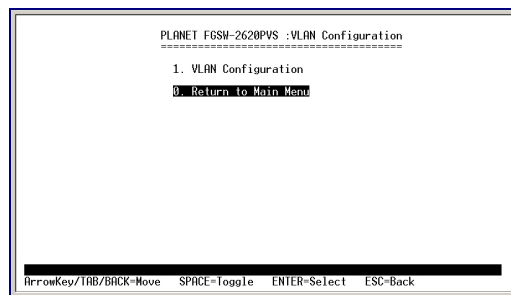 PLANET FGSW-2620PVS :VLAN Configuration
=======================================
1. VLAN Configuration
0. Return to Main Menu
ArrowKey/TAB/BACK=Move SPACE=Toggle ENTER=Select ESC=Back